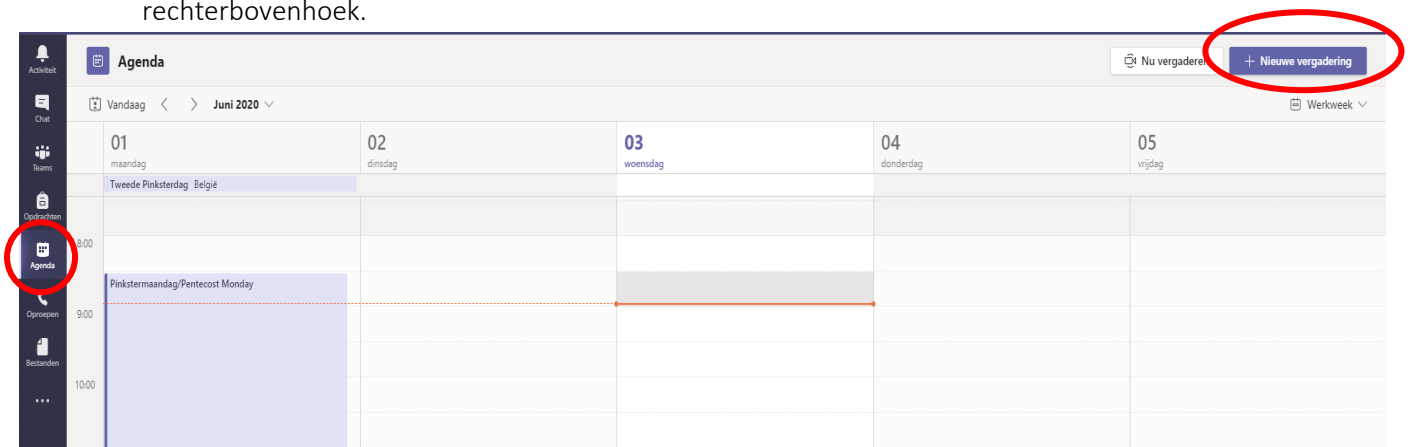 rechterbovenhoek.
Activiteit
Chat
Teams
Opdrachten
Agenda
Oproepen
Bestanden
Agenda
Nu vergaderen
+ Nieuwe vergadering
Vandaag
Juni 2020
Werkweek
01
maandag
02
dinsdag
03
woensdag
04
donderdag
05
vrijdag
Tweede Pinksterdag België
8:00
Pinkstermaandag/Pentecost Monday
9:00
10:00